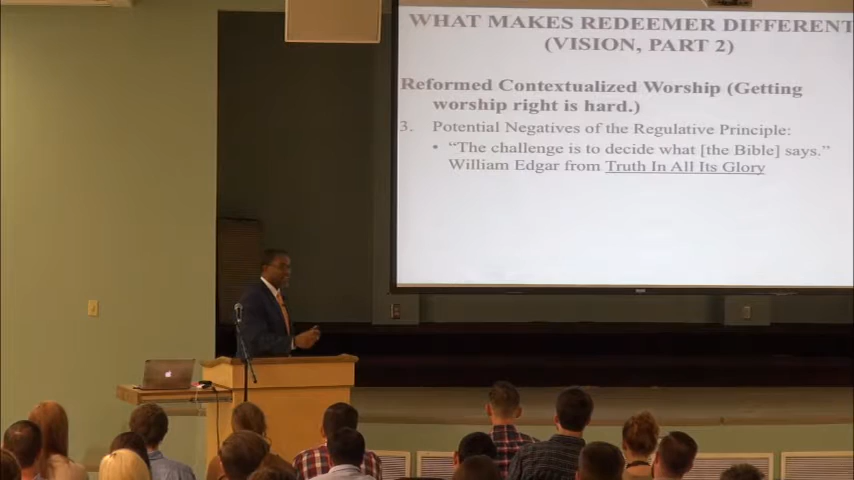 WHAT MAKES REDEEMER DIFFERENT
(VISION, PART 2)
Reformed Contextualized Worship (Getting
worship right is hard.)
3. Potential Negatives of the Regulative Principle:
• “The challenge is to decide what [the Bible] says.”
William Edgar from Truth In All Its Glory